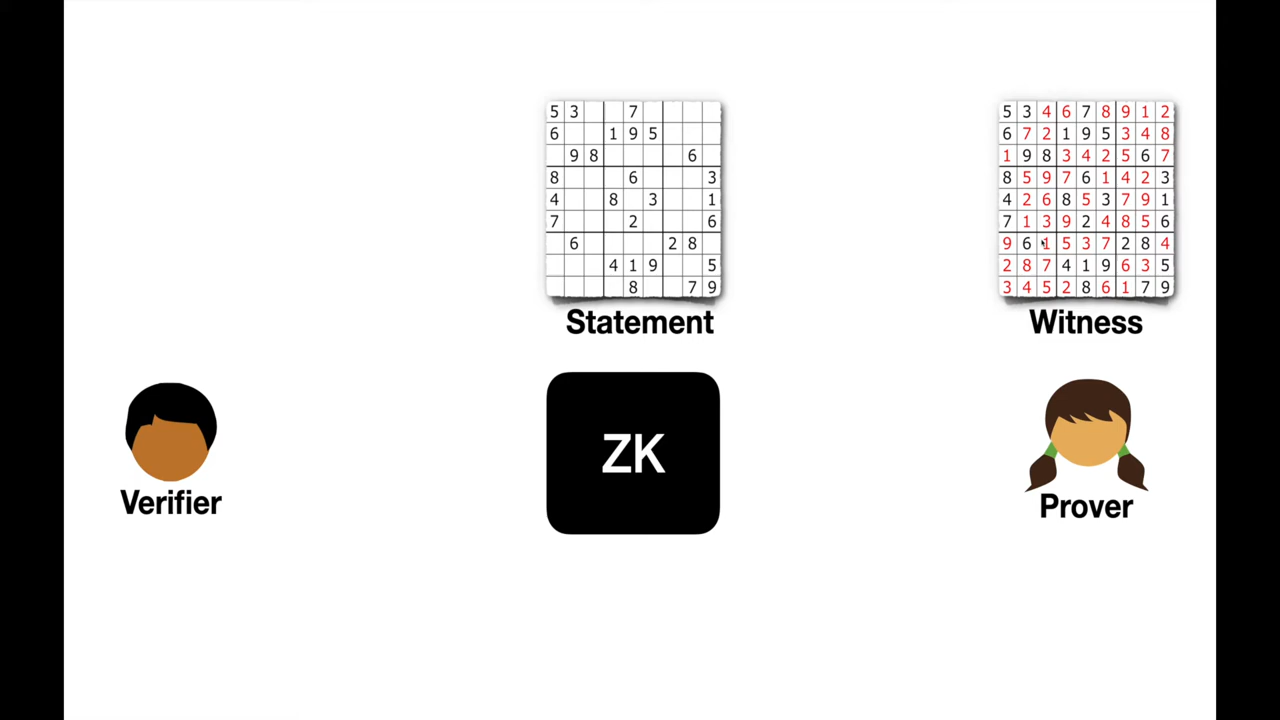 5 3 7
6 1 9 5
9 8 6
8 6 3
4 8 3 1
7 2 6
6 2 8
4 1 9 5
8 7 9
Statement
5 3 4 6 7 8 9 1 2
6 7 2 1 9 5 3 4 8
1 9 8 3 4 2 5 6 7
8 5 9 7 6 1 4 2 3
4 2 6 8 5 3 7 9 1
7 1 3 9 2 4 8 5 6
9 6 1 5 3 7 2 8 4
2 8 7 4 1 9 6 3 5
3 4 5 2 8 6 1 7 9
Witness
Verifier
ZK
Prover